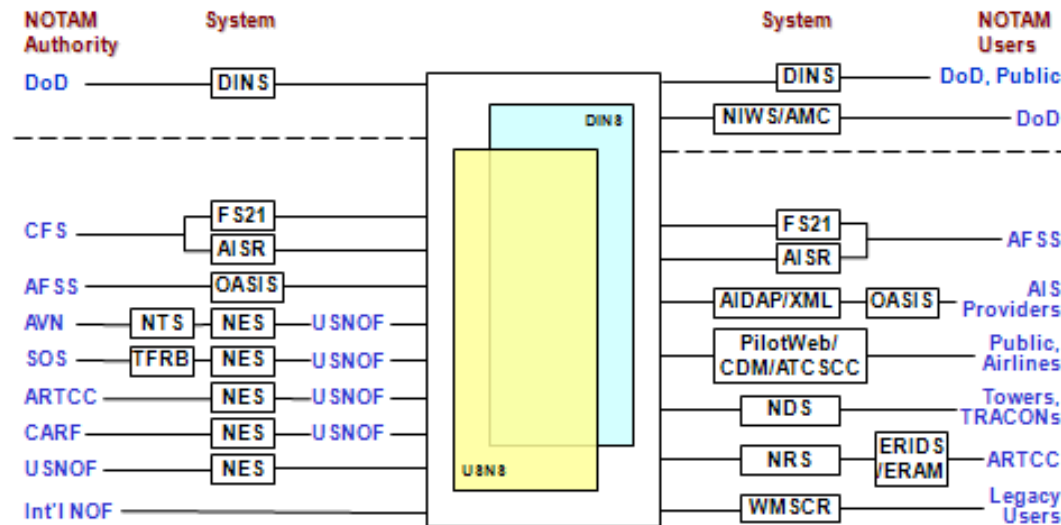 NOTAM Authority
System
System
NOTAM Users
DoD
DINS
DINS
DoD, Public
NIWS/AMC
DoD
DINS
USNS
CFS
FS21
AISR
AFSS
OASIS
AVN
NTS
NES
USNOF
SOS
TFRB
NES
USNOF
ARTCC
NES
USNOF
CARF
NES
USNOF
USNOF
NES
Int'l NOF
FS21
AISR
AFSS
AIDAP/XML
OASIS
AIS
Providers
PilotWeb/
CDM/ATCSCC
Public,
Airlines
NDS
Towers,
TRACONs
NRS
ERIDS
/ERAM
ARTCC
WMSCR
Legacy
Users